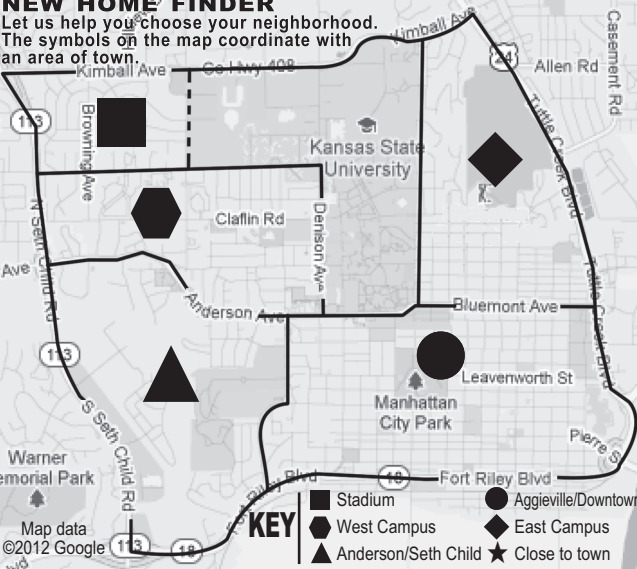 NEW HOME FINDER
Let us help you choose your neighborhood.
The symbols on the map coordinate with
an area of town.
Kimball Ave
Kimball Ave
Co Hwy 408
24
Allen Rd
Casement Rd
113
Browning Ave
Kansas State
University
Tuttle Creek Blvd
N Seth Child Rd
Claflin Rd
Denison Ave
Ave
Anderson Ave
Bluemont Ave
Tuttle Creek Blvd
113
Leavenworth St
Manhattan
City Park
S Seth Child Rd
Pierre S
Warner
emorial Park
Fort Riley Blvd
18
Fort Riley Blvd
Map data
©2012 Google
113
18
lvd
KEY
Stadium
Aggieville/Downtown
West Campus
East Campus
Anderson/Seth Child
Close to town